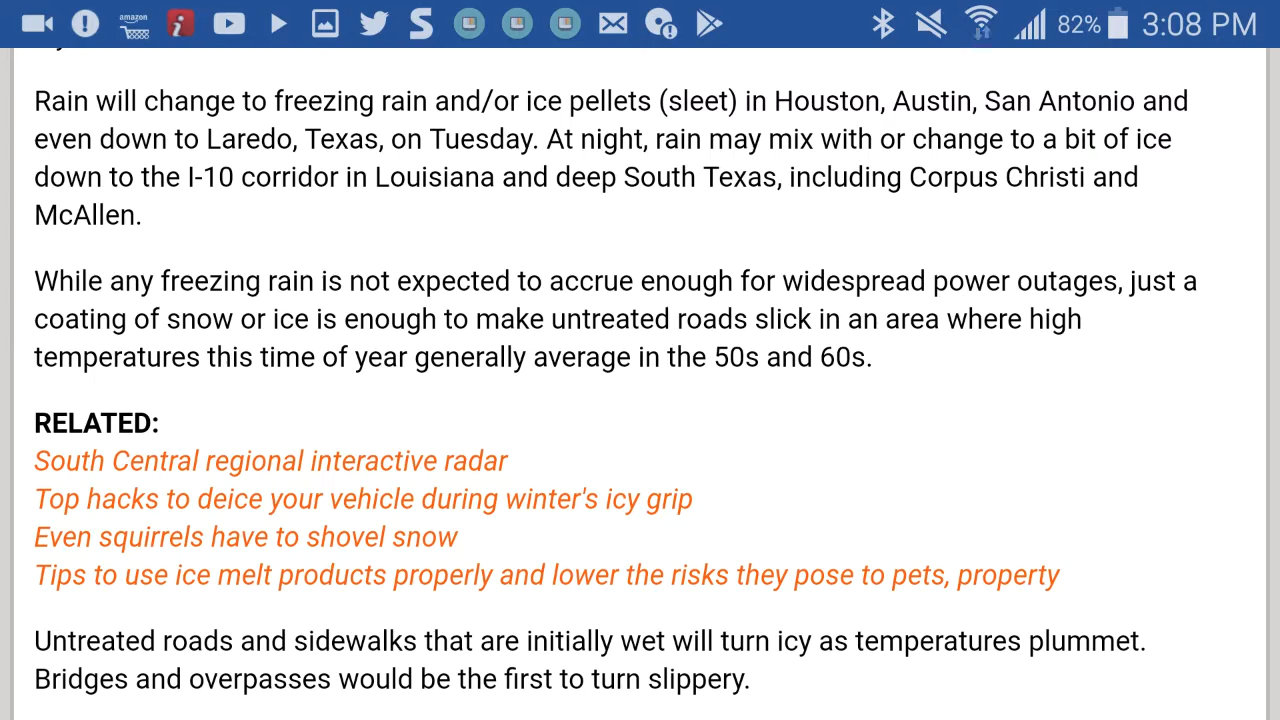 amazon
82% 3:08 PM
Rain will change to freezing rain and/or ice pellets (sleet) in Houston, Austin, San Antonio and
even down to Laredo, Texas, on Tuesday. At night, rain may mix with or change to a bit of ice
down to the I-10 corridor in Louisiana and deep South Texas, including Corpus Christi and
McAllen.
While any freezing rain is not expected to accrue enough for widespread power outages, just a
coating of snow or ice is enough to make untreated roads slick in an area where high
temperatures this time of year generally average in the 50s and 60s.
RELATED:
South Central regional interactive radar
Top hacks to deice your vehicle during winter's icy grip
Even squirrels have to shovel snow
Tips to use ice melt products properly and lower the risks they pose to pets, property
Untreated roads and sidewalks that are initially wet will turn icy as temperatures plummet.
Bridges and overpasses would be the first to turn slippery.